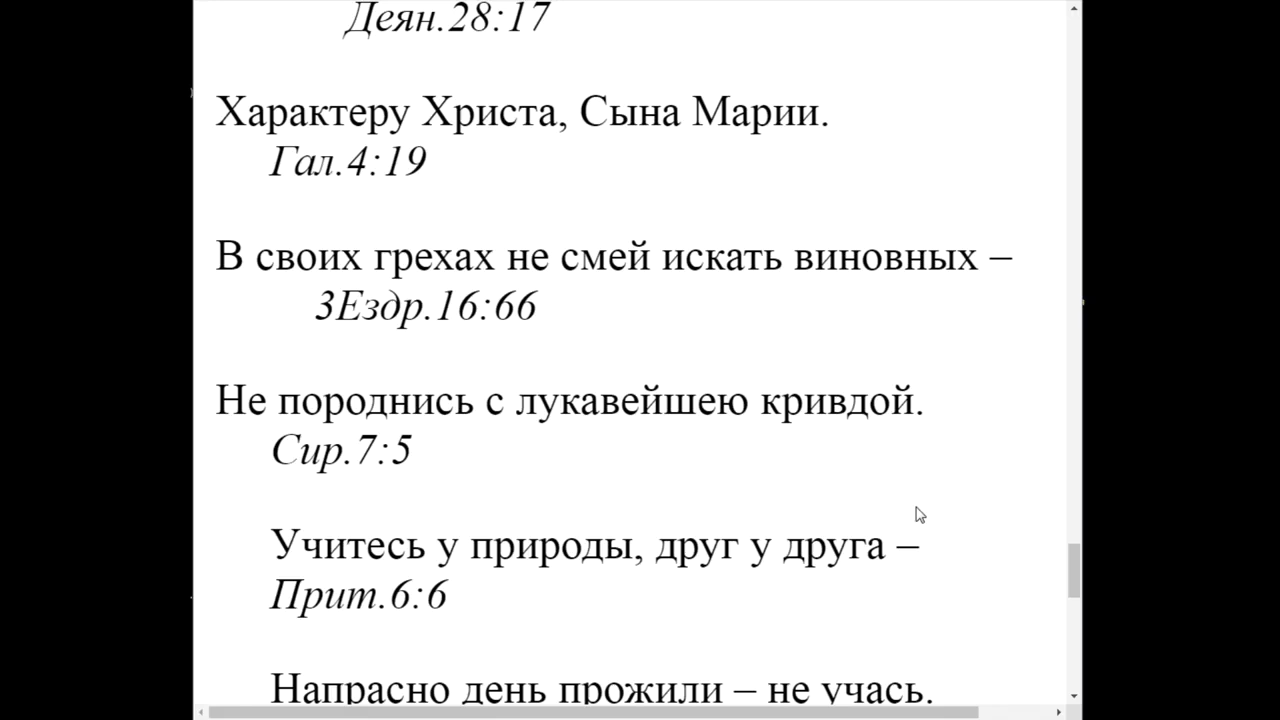 Деян.28:17
Характеру Христа, Сына Марии.
Гал.4:19
В своих грехах не смей искать виновных –
3Ездр.16:66
Не породнись с лукавейшею кривдой.
Сир.7:5
Учитесь у природы, друг у друга –
Прит.6:6
Напрасно день прожили – не учась.